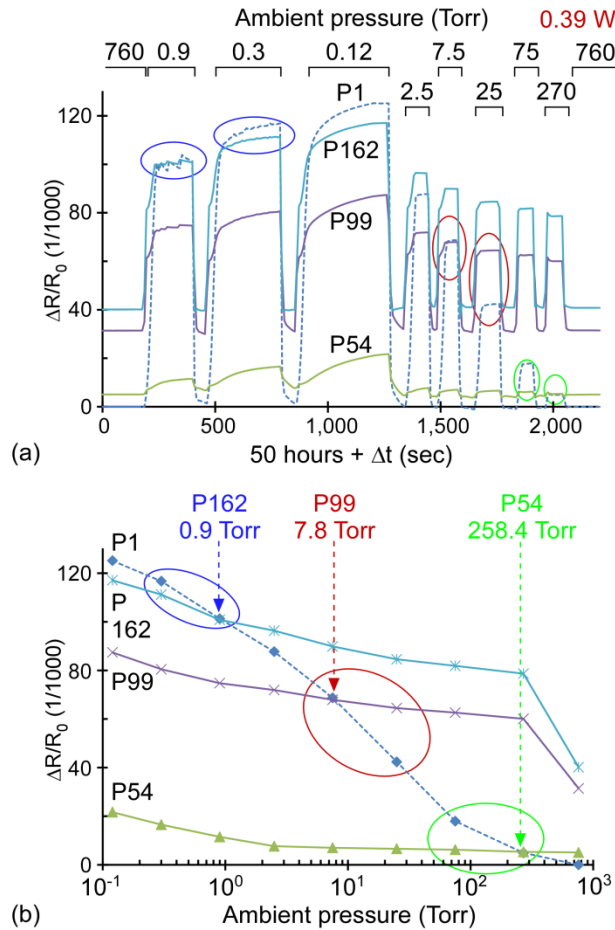 Ambient pressure (Torr) 0.39 W
760 0.9 0.3 0.12 7.5 75 760
2.5 25 270
120
80
40
0
ΔR/R0 (1/1000)
P1
P162
P99
P54
0 500 1,000 1,500 2,000
(a) 50 hours + Δt (sec)
P162 P99 P54
0.9 Torr 7.8 Torr 258.4 Torr
120
80
40
0
ΔR/R0 (1/1000)
P1
P
162
P99
P54
10-1 100 101 102 103
(b) Ambient pressure (Torr)